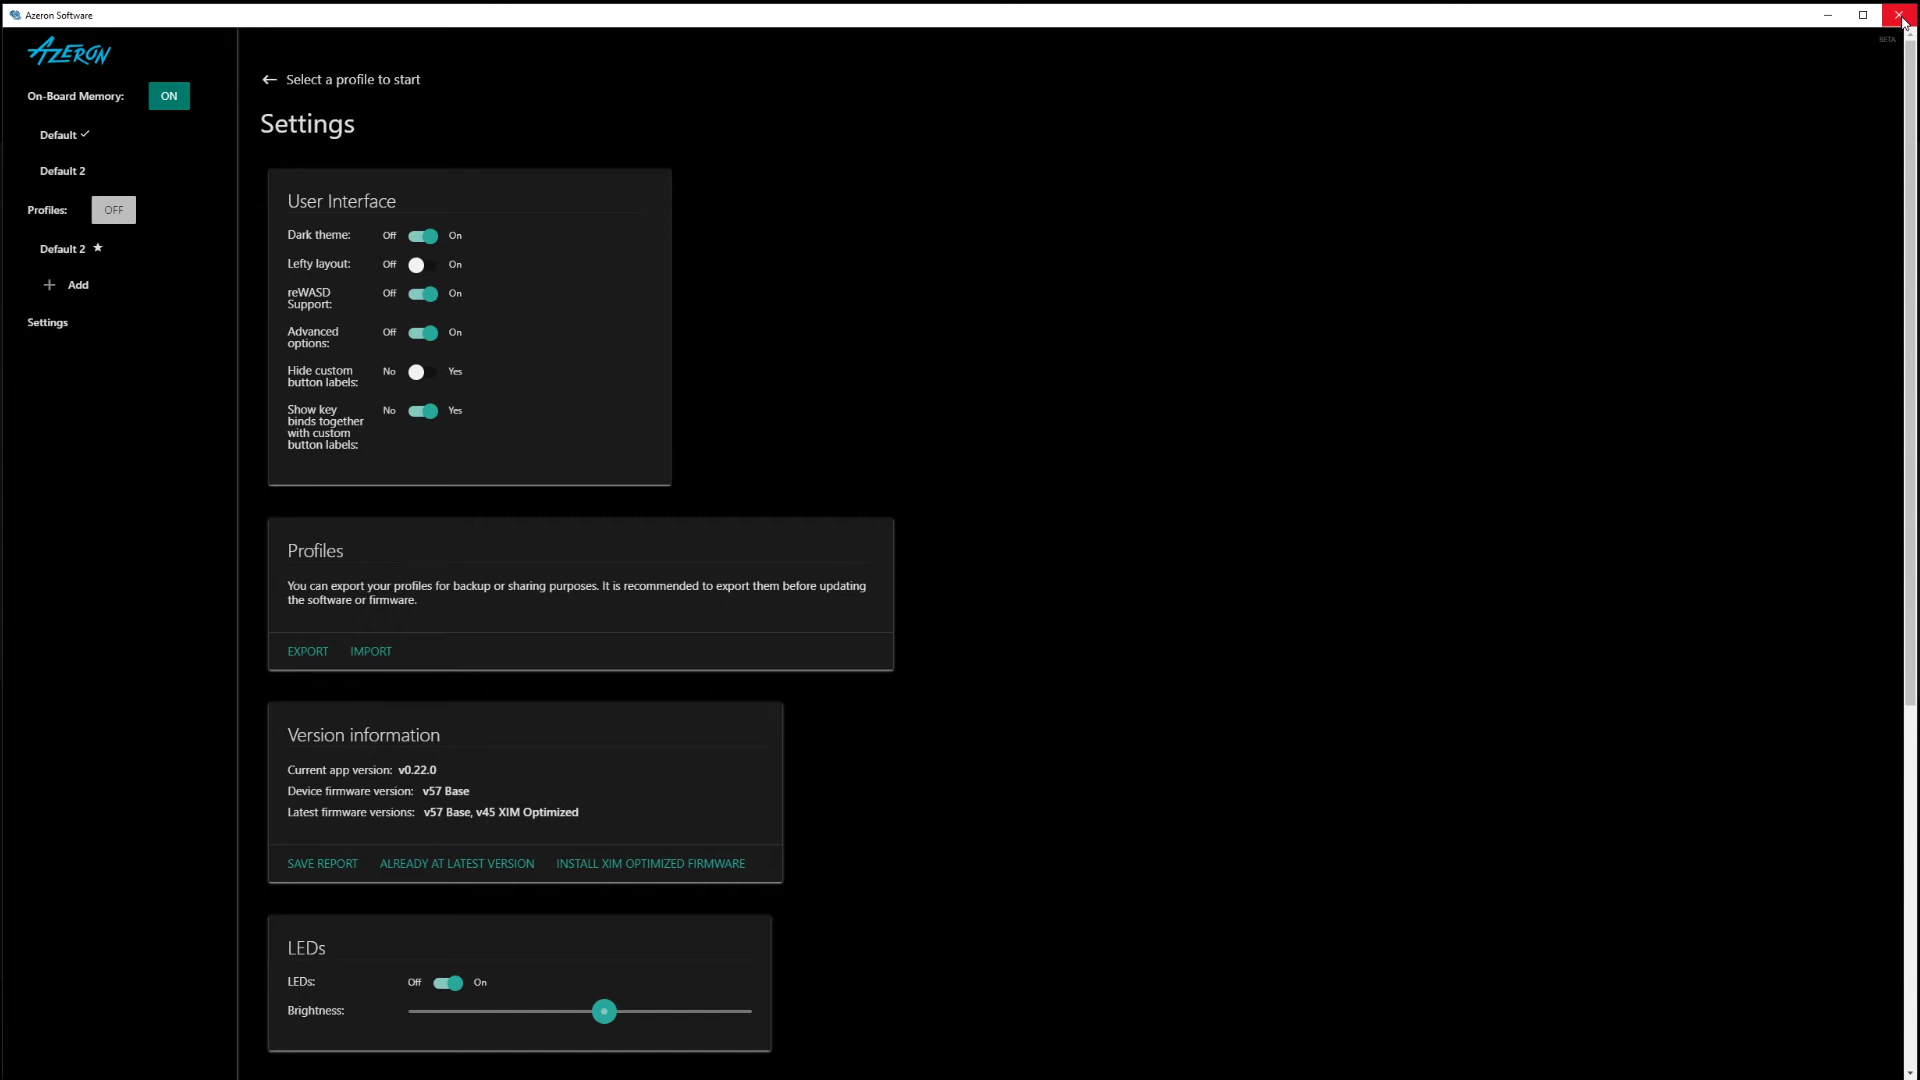 Azeron Software
AZERON
BETA
On-Board Memory: ON
Default
Default 2
Profiles: OFF
Default 2
Add
Settings
Select a profile to start
Settings
User Interface
Dark theme: Off On
Lefty layout: Off On
reWASD
Support: Off On
Advanced
options: Off On
Hide custom
button labels: No Yes
Show key
binds together
with custom
button labels: No Yes
Profiles
You can export your profiles for backup or sharing purposes. It is recommended to export them before updating
the software or firmware.
EXPORT IMPORT
Version information
Current app version: v0.22.0
Device firmware version: v57 Base
Latest firmware versions: v57 Base, v45 XIM Optimized
SAVE REPORT ALREADY AT LATEST VERSION INSTALL XIM OPTIMIZED FIRMWARE
LEDs
LEDs: Off On
Brightness: